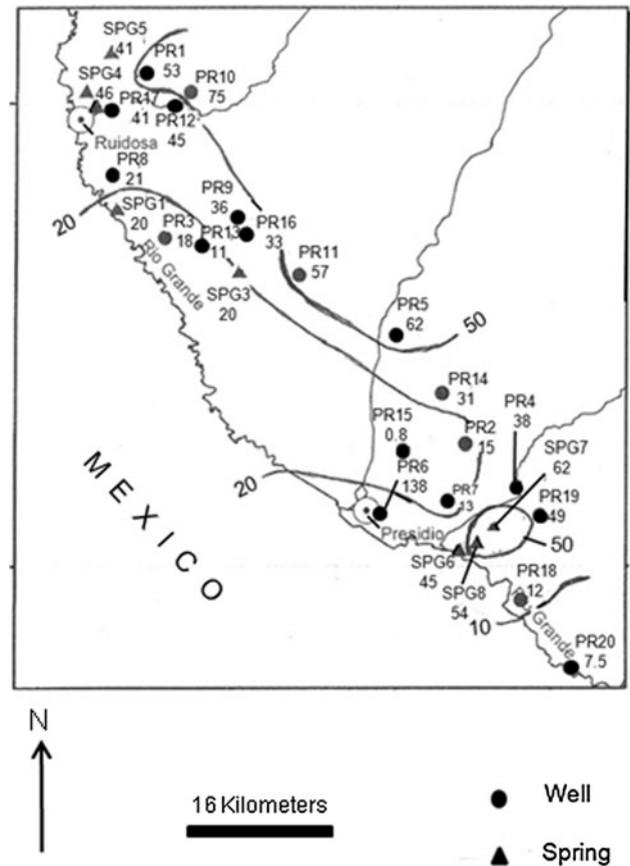 SPG5
41
PR1
53
SPG4
46
PR10
75
PR17
41
PR12
45
Ruidosa
PR8
21
PR9
36
20
SPG1
20
PR3
18
PR13
11
PR16
33
PR11
57
Rio Grande
SPG3
20
PR5
62
50
PR14
31
PR4
38
PR15
0.8
PR2
15
SPG7
62
MEXICO
20
PR6
138
PR7
13
PR19
49
Presidio
50
SPG6
45
SPG8
54
PR18
12
10
Grande
PR20
7.5
N
16 Kilometers
Well
Spring